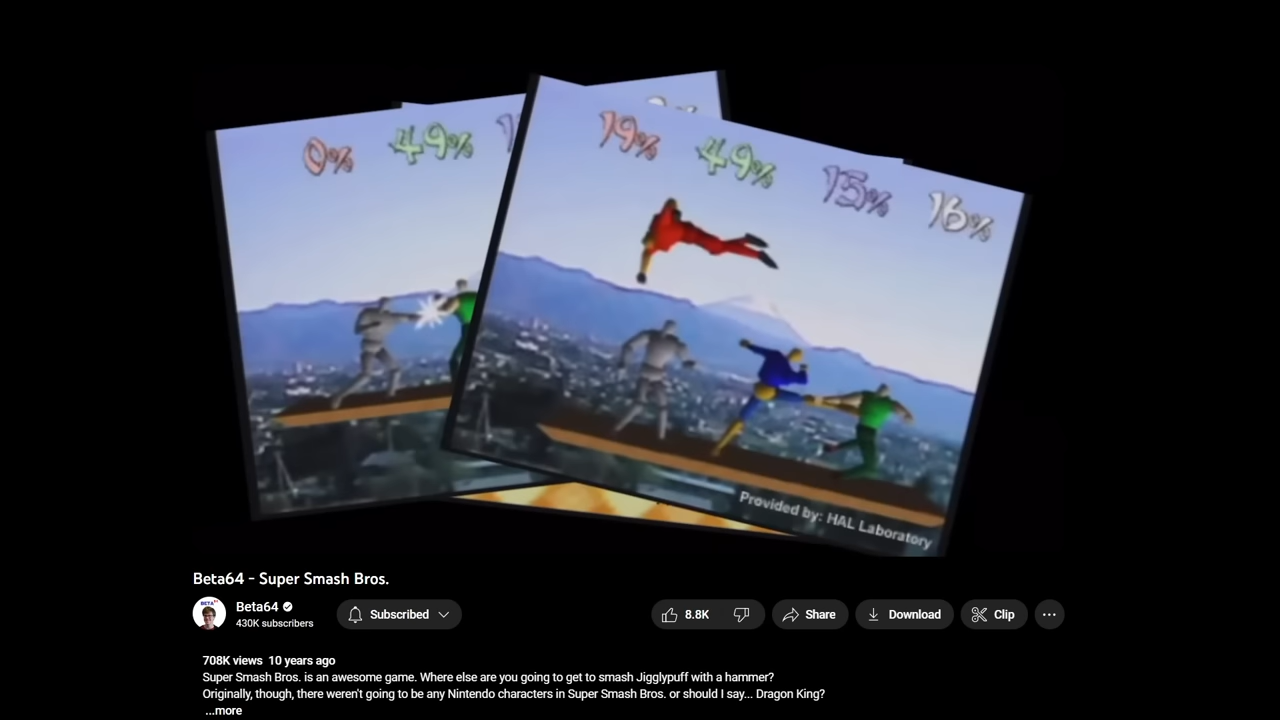 0% 49%
19% 49% 15% 16%
Provided by: HAL Laboratory
Beta64 - Super Smash Bros.
Beta64
430K subscribers
Subscribed
8.8K
Share
Download
Clip
708K views 10 years ago
Super Smash Bros. is an awesome game. Where else are you going to get to smash Jigglypuff with a hammer?
Originally, though, there weren't going to be any Nintendo characters in Super Smash Bros. or should I say... Dragon King?
...more